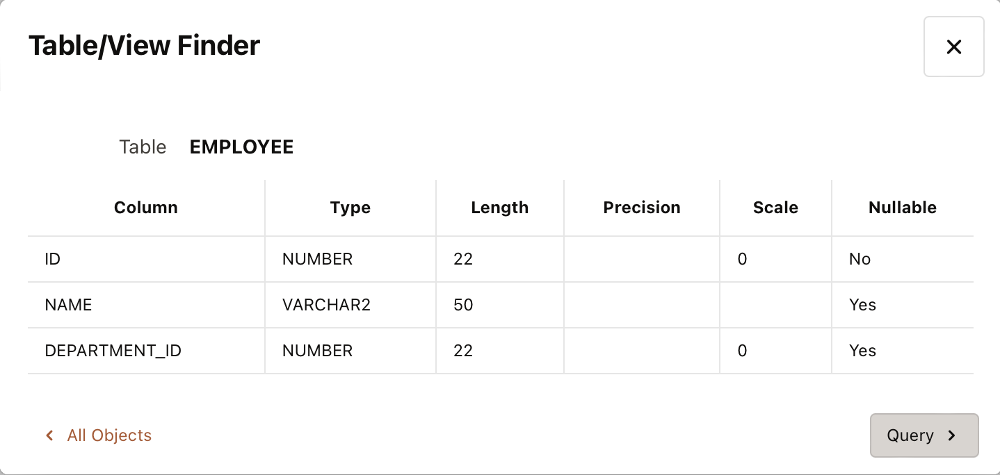 Table/View Finder
Table EMPLOYEE
Column Type Length Precision Scale Nullable
ID NUMBER 22 0 No
NAME VARCHAR2 50 Yes
DEPARTMENT_ID NUMBER 22 0 Yes
All Objects Query